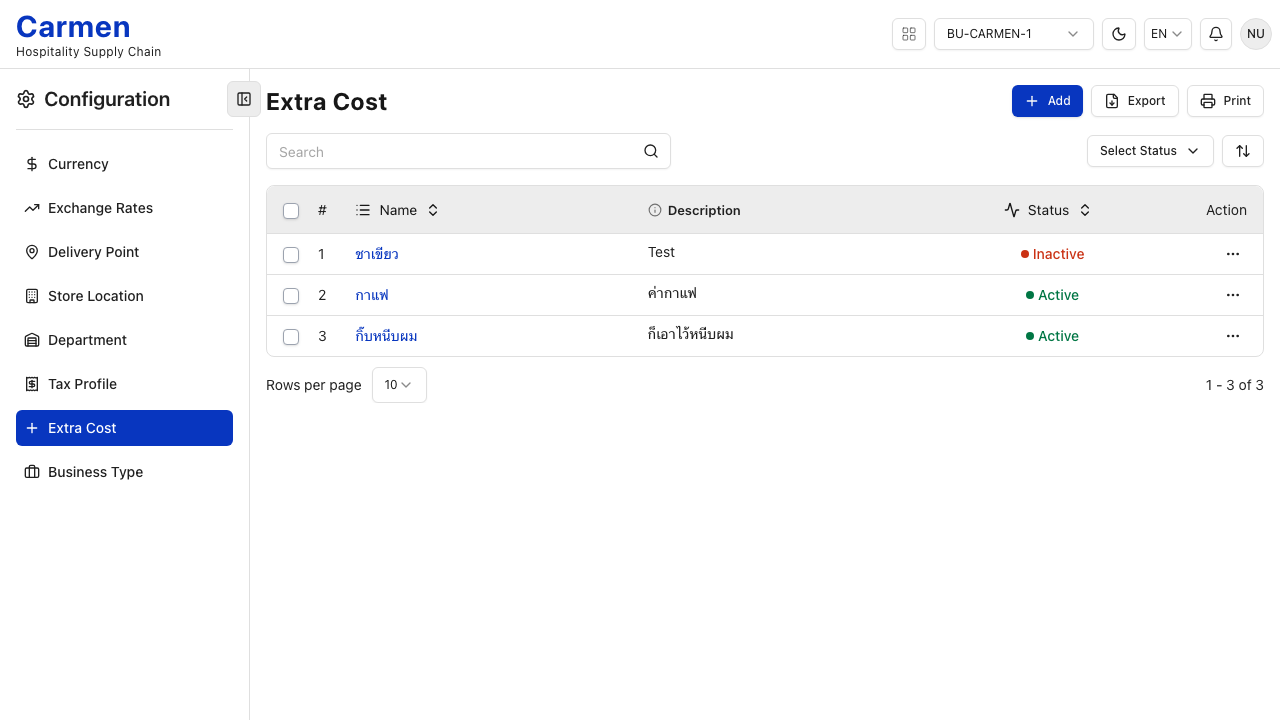 Carmen
Hospitality Supply Chain
BU-CARMEN-1
EN
NU
Configuration
Extra Cost
Add
Export
Print
Search
Select Status
Currency
Exchange Rates
Delivery Point
Store Location
Department
Tax Profile
Extra Cost
Business Type
# Name Description Status Action
1 ชาเขียว Test Inactive
2 กาแฟ ค่ากาแฟ Active
3 กิ๊บหนีบผม ก็เอาไว้หนีบผม Active
Rows per page 10 1 - 3 of 3